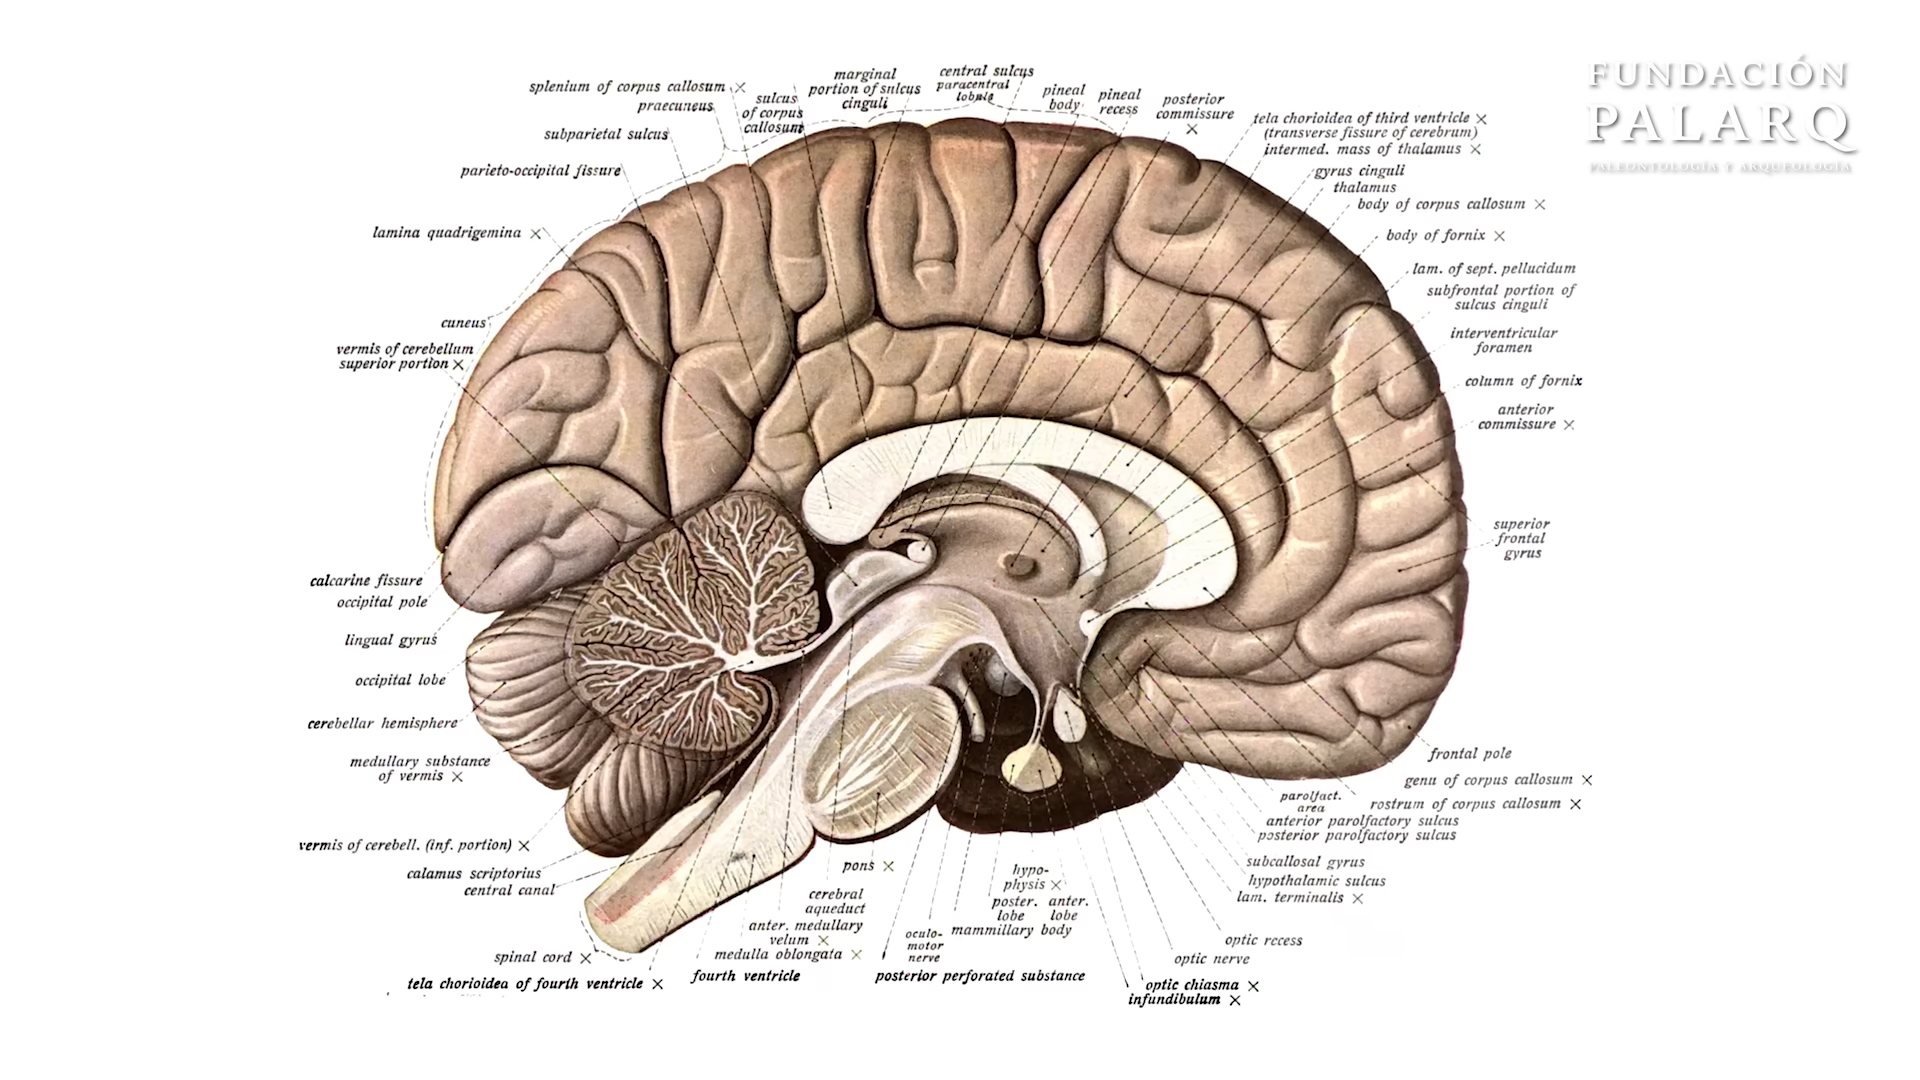 FUNDACIÓN
PALARQ
PALEONTOLOGÍA Y ARQUEOLOGÍA
splenium of corpus callosum ×
praecuneus
subparietal sulcus
parieto-occipital fissure
lamina quadrigemina ×
cuneus
vermis of cerebellum
superior portion ×
calcarine fissure
occipital pole
lingual gyrus
occipital lobe
cerebellar hemisphere
medullary substance
of vermis ×
vermis of cerebell. (inf. portion) ×
calamus scriptorius
central canal
spinal cord ×
tela chorioidea of fourth ventricle ×
sulcus
of corpus
callosum
marginal
portion of sulcus
cinguli
central sulcus
paracentral
lobule
pineal
body
pineal
recess
posterior
commissure
×
tela chorioidea of third ventricle ×
(transverse fissure of cerebrum)
intermed. mass of thalamus ×
gyrus cinguli
thalamus
body of corpus callosum ×
body of fornix ×
lam. of sept. pellucidum
subfrontal portion of
sulcus cinguli
interventricular
foramen
column of fornix
anterior
commissure ×
superior
frontal
gyrus
frontal pole
genu of corpus callosum ×
rostrum of corpus callosum ×
parolfact.
area
anterior parolfactory sulcus
posterior parolfactory sulcus
subcallosal gyrus
hypothalamic sulcus
lam. terminalis ×
optic recess
optic nerve
optic chiasma ×
infundibulum ×
pons ×
cerebral
aqueduct
anter. medullary
velum ×
medulla oblongata ×
fourth ventricle
hypo-
physis ×
poster. anter.
lobe lobe
mammillary body
oculo-
motor
nerve
posterior perforated substance